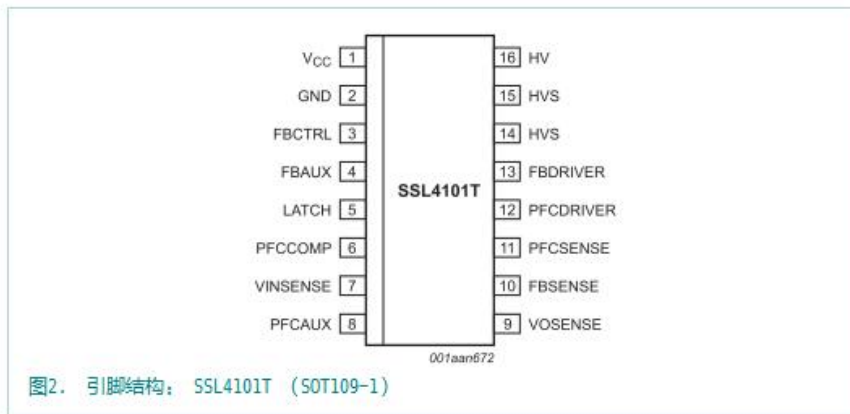 VCC 1 16 HV
GND 2 15 HVS
FBCTRL 3 14 HVS
FBAUX 4 13 FBDRIVER
SSL4101T
LATCH 5 12 PFCDRIVER
PFCCOMP 6 11 PFCSENSE
VINSENSE 7 10 FBSENSE
PFCAUX 8 9 VOSENSE
001aan672
图2. 引脚结构： SSL4101T （SOT109-1）